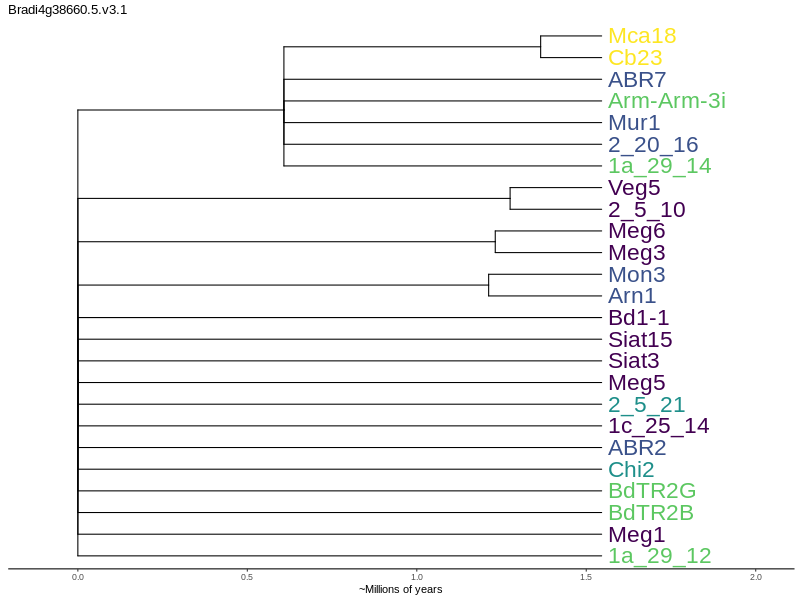 Bradi4g38660.5.v3.1
Mca18
Cb23
ABR7
Arm-Arm-3i
Mur1
2_20_16
1a_29_14
Veg5
2_5_10
Meg6
Meg3
Mon3
Arn1
Bd1-1
Siat15
Siat3
Meg5
2_5_21
1c_25_14
ABR2
Chi2
BdTR2G
BdTR2B
Meg1
1a_29_12
0.0 0.5 1.0 1.5 2.0
~Millions of years